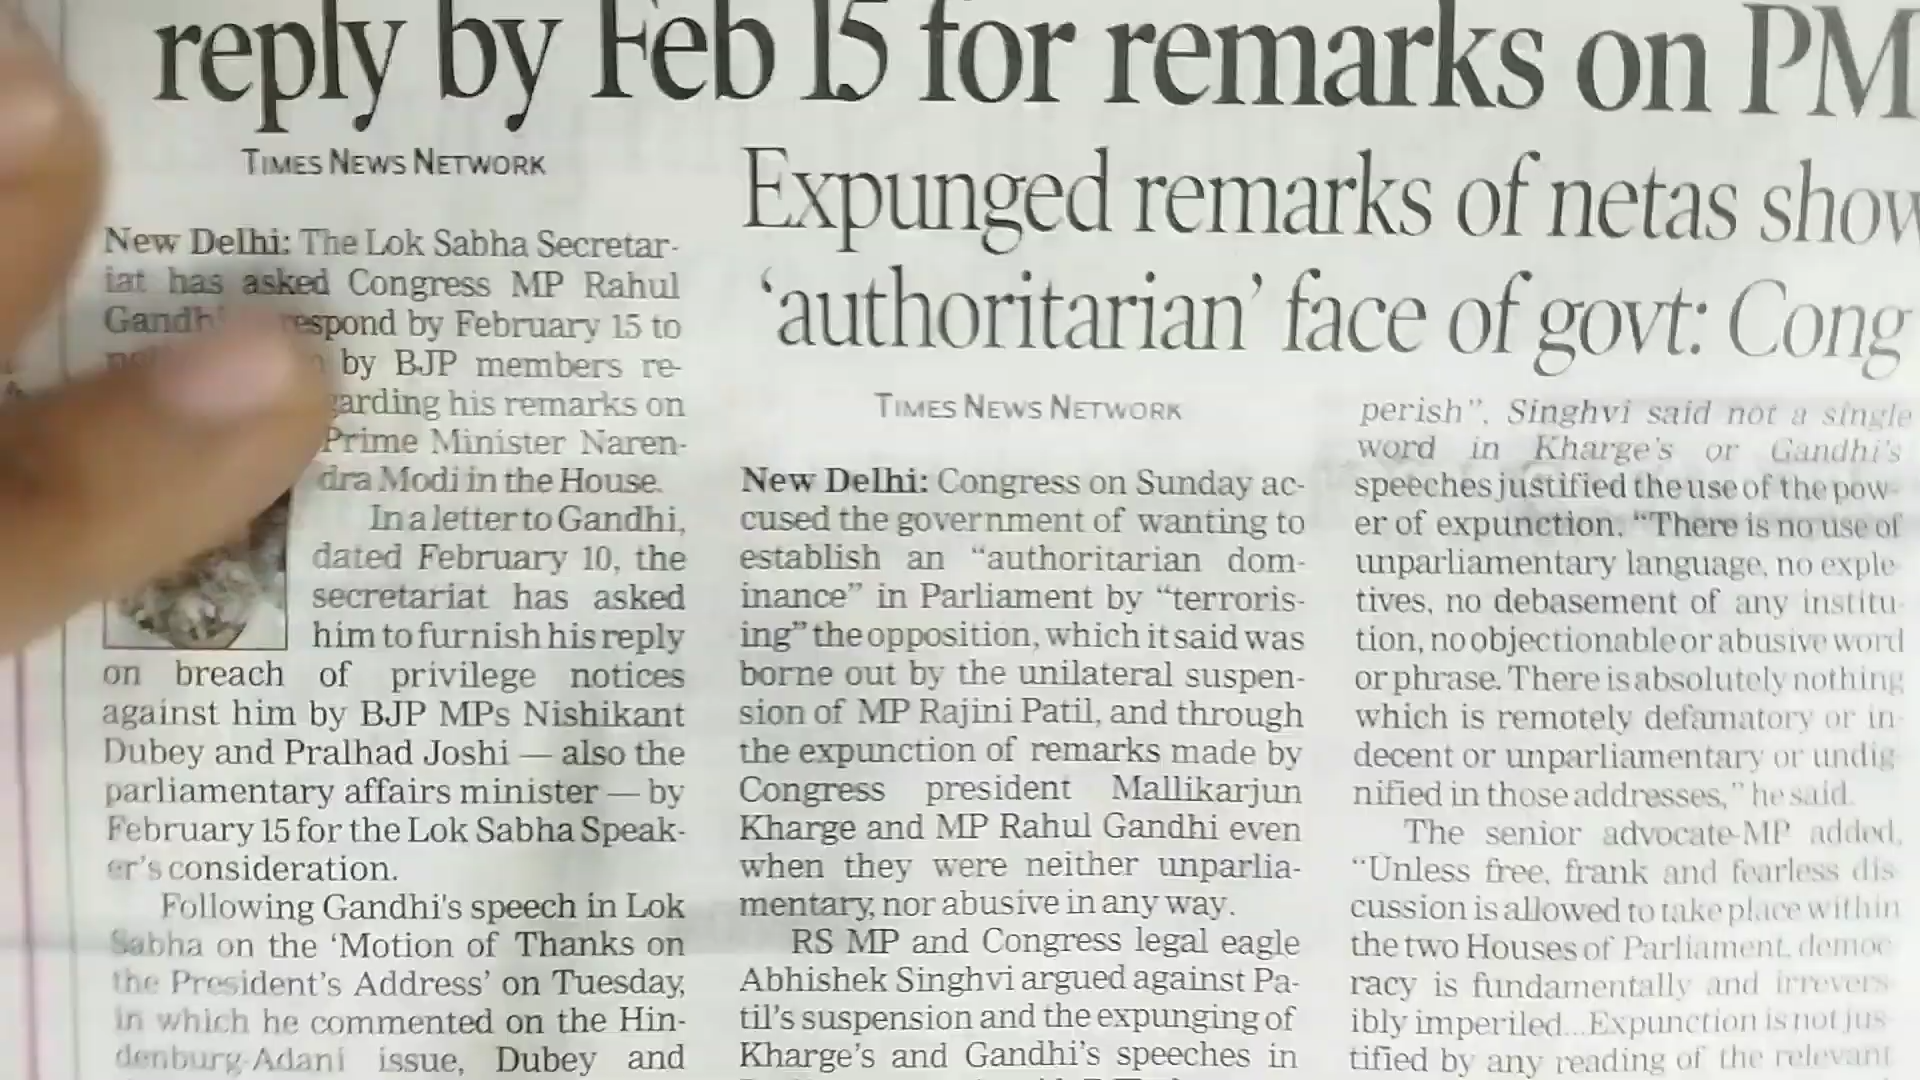 reply by Feb 15 for remarks on PM
TIMES NEWS NETWORK
New Delhi: The Lok Sabha Secretar-
iat has asked Congress MP Rahul
Gandhi respond by February 15 to
by BJP members re-
garding his remarks on
Prime Minister Naren-
dra Modi in the House.
In a letter to Gandhi,
dated February 10, the
secretariat has asked
him to furnish his reply
on breach of privilege notices
against him by BJP MPs Nishikant
Dubey and Pralhad Joshi — also the
parliamentary affairs minister — by
February 15 for the Lok Sabha Speak-
er's consideration.
Following Gandhi's speech in Lok
Sabha on the ‘Motion of Thanks on
the President's Address’ on Tuesday,
in which he commented on the Hin-
denburg-Adani issue, Dubey and
Expunged remarks of netas show
‘authoritarian’ face of govt: Cong
TIMES NEWS NETWORK
New Delhi: Congress on Sunday ac-
cused the government of wanting to
establish an “authoritarian dom-
inance” in Parliament by “terroris-
ing” the opposition, which it said was
borne out by the unilateral suspen-
sion of MP Rajini Patil, and through
the expunction of remarks made by
Congress president Mallikarjun
Kharge and MP Rahul Gandhi even
when they were neither unparlia-
mentary, nor abusive in any way.
RS MP and Congress legal eagle
Abhishek Singhvi argued against Pa-
til's suspension and the expunging of
Kharge's and Gandhi's speeches in
perish”, Singhvi said not a single
word in Kharge's or Gandhi's
speeches justified the use of the pow-
er of expunction. “There is no use of
unparliamentary language, no exple-
tives, no debasement of any institu-
tion, no objectionable or abusive word
or phrase. There is absolutely nothing
which is remotely defamatory or in-
decent or unparliamentary or undig-
nified in those addresses,” he said.
The senior advocate-MP added,
“Unless free, frank and fearless dis-
cussion is allowed to take place within
the two Houses of Parliament, democ-
racy is fundamentally and irrevers-
ibly imperiled...Expunction is not jus-
tified by any reading of the relevant